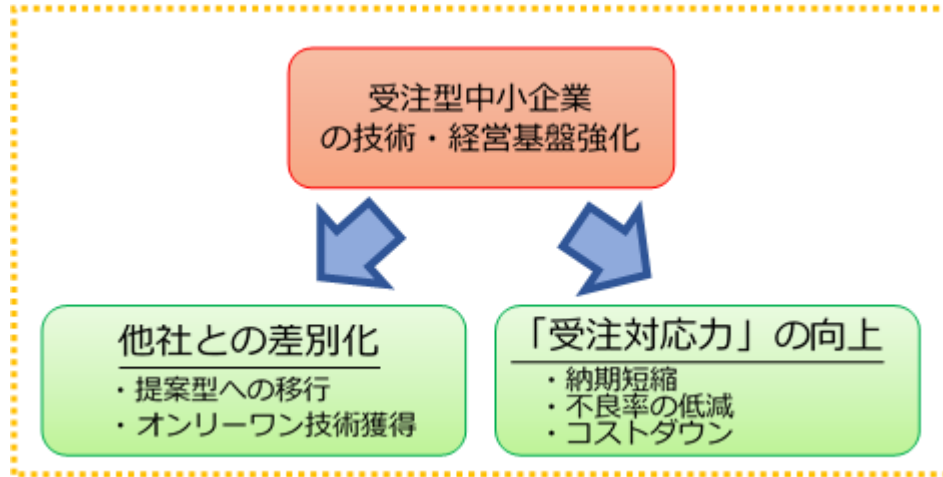 受注型中小企業
の技術・経営基盤強化
他社との差別化
・提案型への移行
・オンリーワン技術獲得
「受注対応力」の向上
・納期短縮
・不良率の低減
・コストダウン